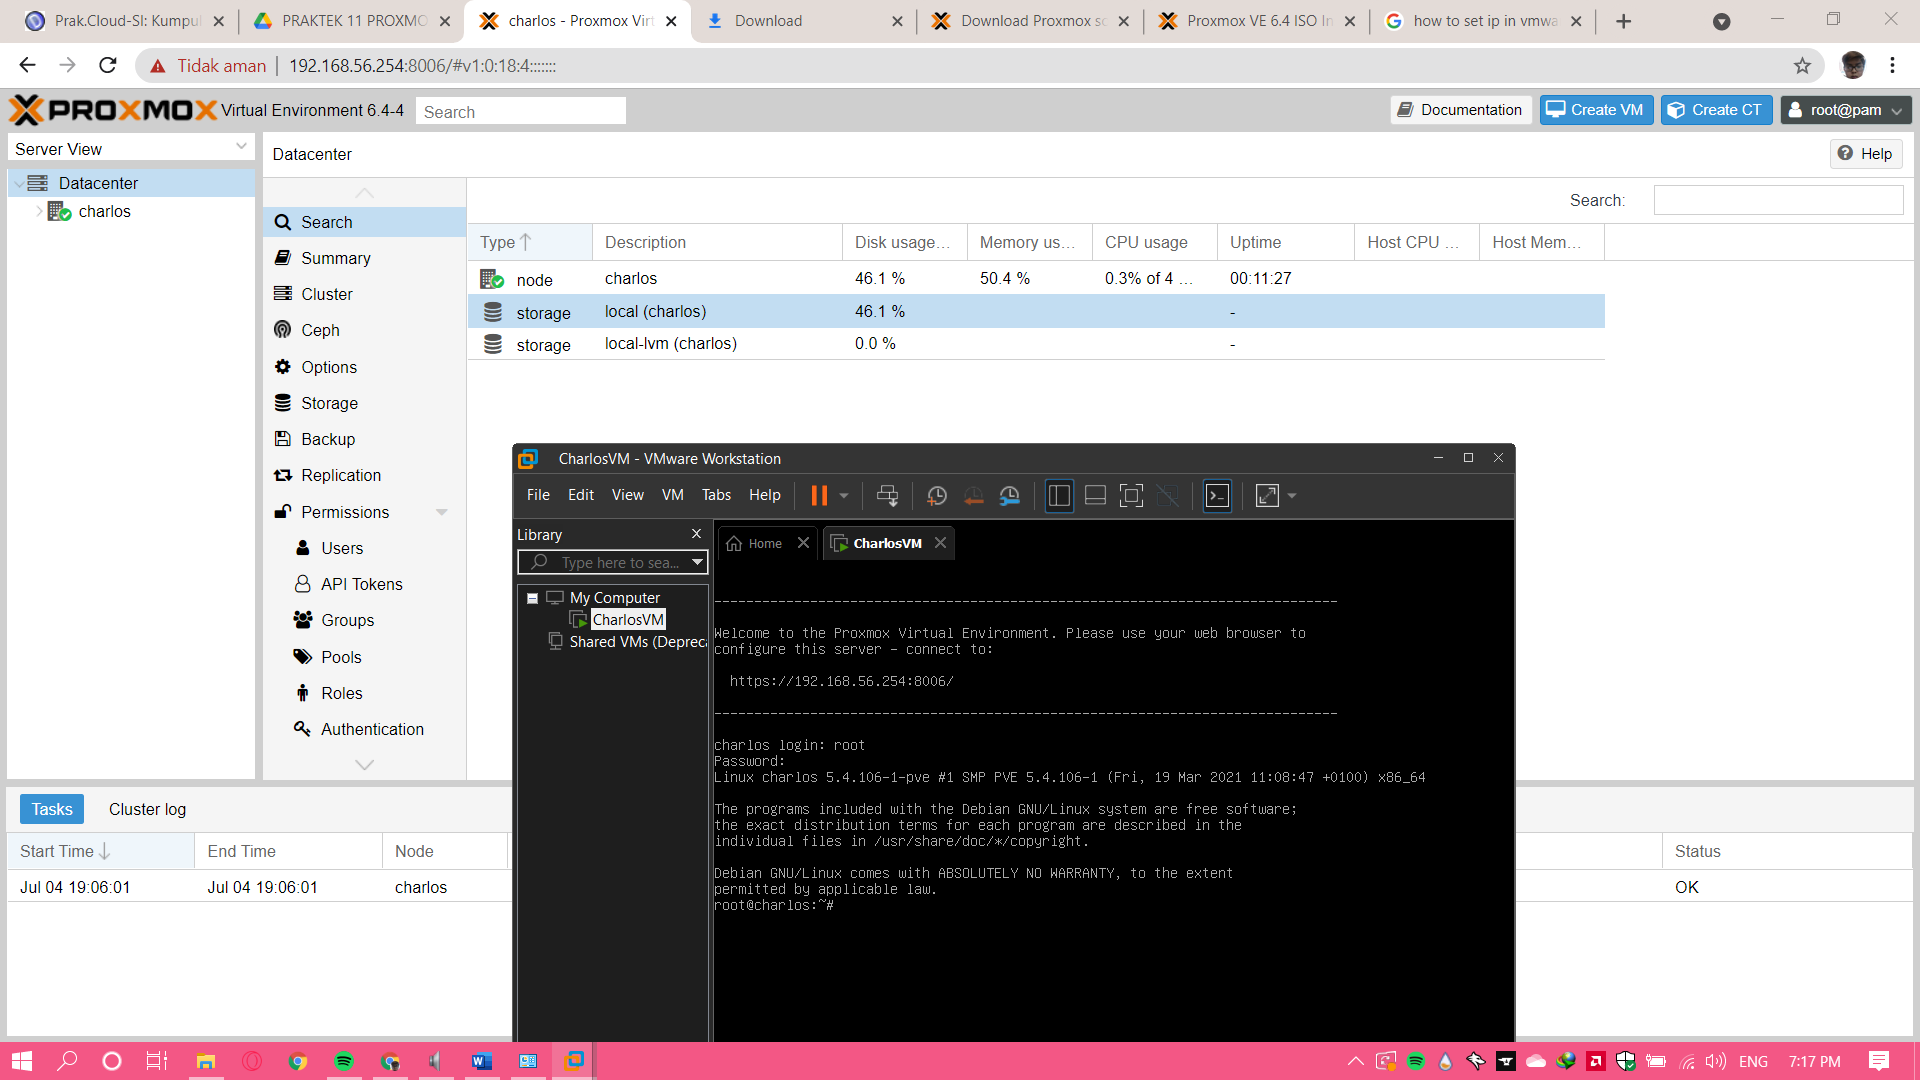 Prak.Cloud-SI: Kumpul
PRAKTEK 11 PROXMO
charlos - Proxmox Virt
Download
Download Proxmox so
Proxmox VE 6.4 ISO In
how to set ip in vmwa
Tidak aman
192.168.56.254:8006/#v1:0:18:4:::::::
PROXMOX
Virtual Environment 6.4-4
Search
Documentation
Create VM
Create CT
root@pam
Server View
Datacenter
Help
Datacenter
charlos
Search:
Search
Summary
Cluster
Ceph
Options
Storage
Backup
Replication
Permissions
Users
API Tokens
Groups
Pools
Roles
Authentication
Type Description Disk usage... Memory us... CPU usage Uptime Host CPU ... Host Mem...
node charlos 46.1 % 50.4 % 0.3% of 4 ... 00:11:27
storage local (charlos) 46.1 % -
storage local-lvm (charlos) 0.0 % -
CharlosVM - VMware Workstation
File Edit View VM Tabs Help
Library
Type here to sea...
My Computer
CharlosVM
Shared VMs (Depreca
Home
CharlosVM
-------------------------------------------------------------------------------
Welcome to the Proxmox Virtual Environment. Please use your web browser to
configure this server - connect to:
https://192.168.56.254:8006/
-------------------------------------------------------------------------------
charlos login: root
Password:
Linux charlos 5.4.106-1-pve #1 SMP PVE 5.4.106-1 (Fri, 19 Mar 2021 11:08:47 +0100) x86_64
The programs included with the Debian GNU/Linux system are free software;
the exact distribution terms for each program are described in the
individual files in /usr/share/doc/*/copyright.
Debian GNU/Linux comes with ABSOLUTELY NO WARRANTY, to the extent
permitted by applicable law.
root@charlos:~#
Tasks
Cluster log
Start Time End Time Node Status
Jul 04 19:06:01 Jul 04 19:06:01 charlos OK
ENG
7:17 PM